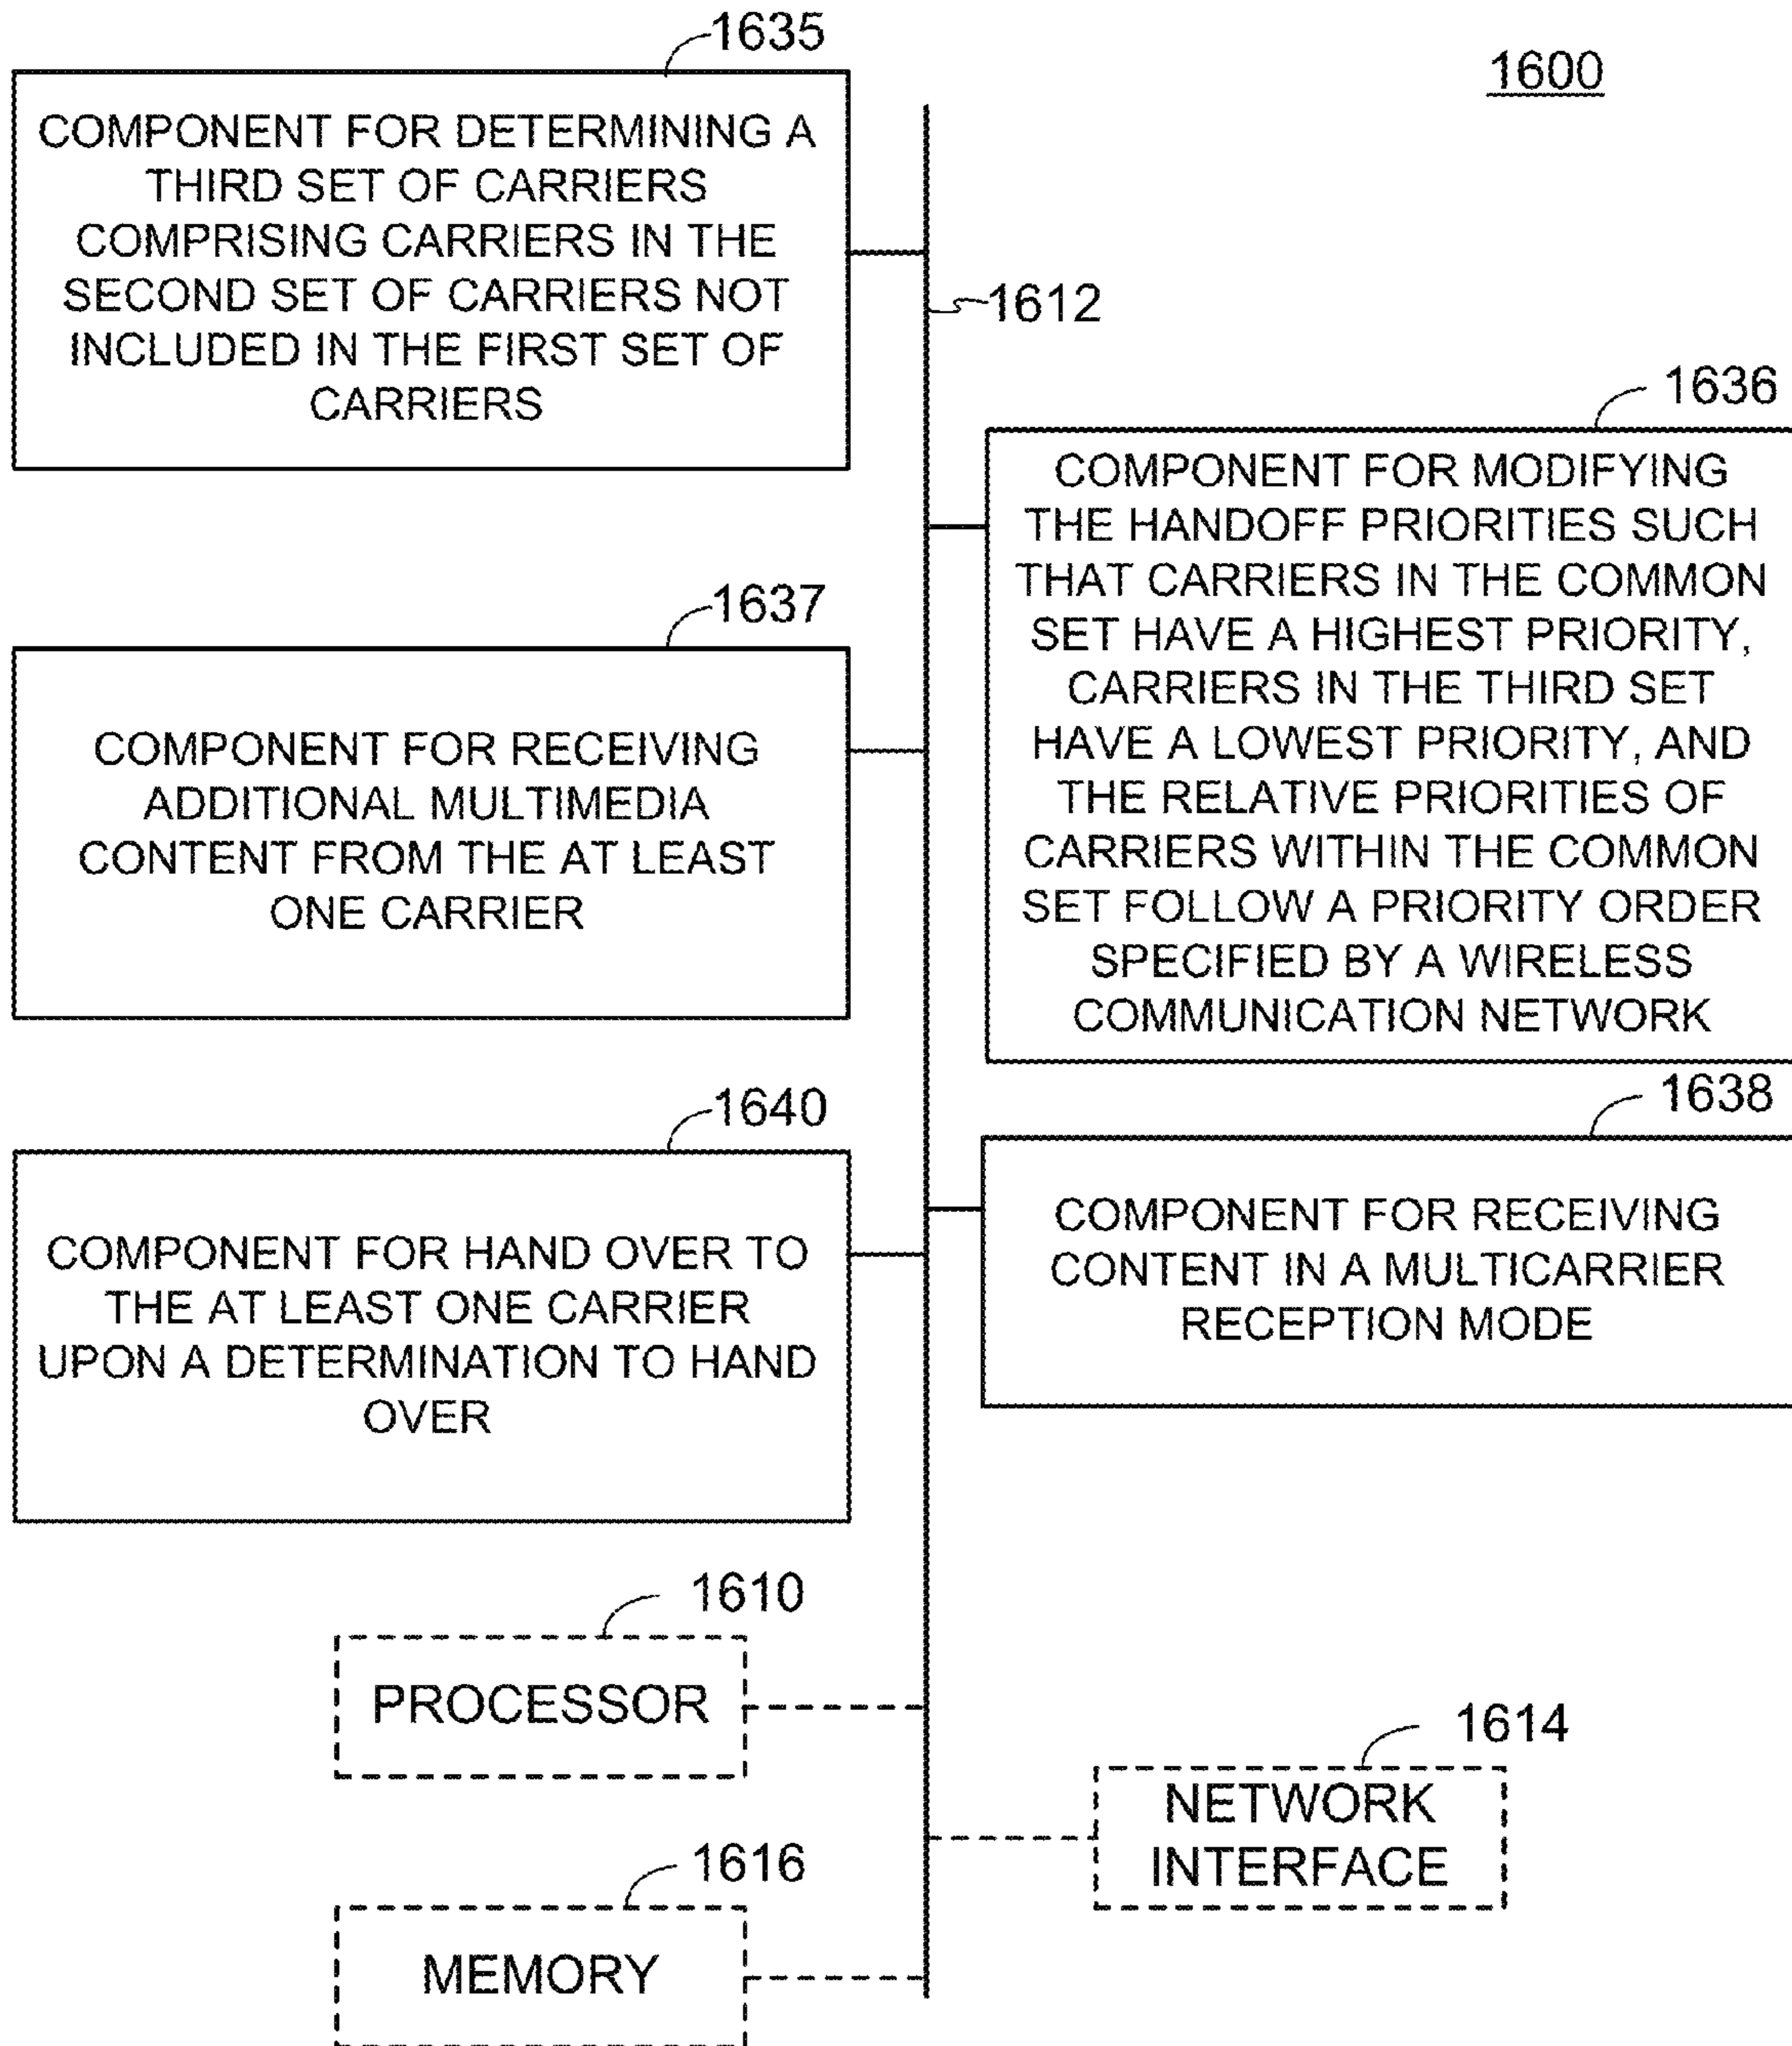 1600
1635
COMPONENT FOR DETERMINING A
THIRD SET OF CARRIERS
COMPRISING CARRIERS IN THE
SECOND SET OF CARRIERS NOT
INCLUDED IN THE FIRST SET OF
CARRIERS
1612
1636
COMPONENT FOR MODIFYING
THE HANDOFF PRIORITIES SUCH
THAT CARRIERS IN THE COMMON
SET HAVE A HIGHEST PRIORITY,
CARRIERS IN THE THIRD SET
HAVE A LOWEST PRIORITY, AND
THE RELATIVE PRIORITIES OF
CARRIERS WITHIN THE COMMON
SET FOLLOW A PRIORITY ORDER
SPECIFIED BY A WIRELESS
COMMUNICATION NETWORK
1637
COMPONENT FOR RECEIVING
ADDITIONAL MULTIMEDIA
CONTENT FROM THE AT LEAST
ONE CARRIER
1638
COMPONENT FOR RECEIVING
CONTENT IN A MULTICARRIER
RECEPTION MODE
1640
COMPONENT FOR HAND OVER TO
THE AT LEAST ONE CARRIER
UPON A DETERMINATION TO HAND
OVER
1610
PROCESSOR
1614
NETWORK
INTERFACE
1616
MEMORY